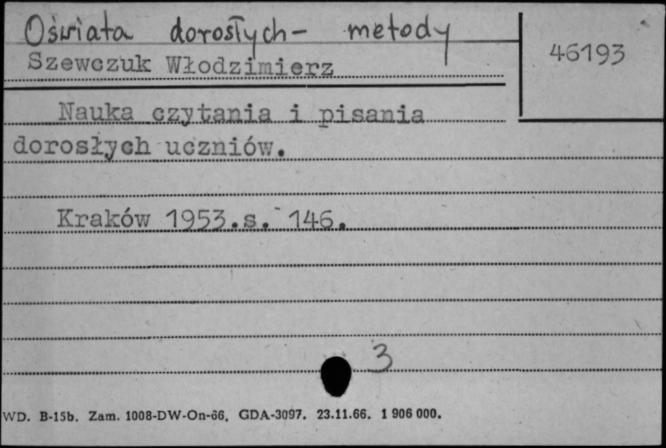 Oświata dorosłych - metody
46193
Szewczuk Włodzimierz
Nauka czytania i pisania
dorosłych uczniów.
Kraków 1953.s. 146.
3
WD. B-15b. Zam. 1008-DW-On-66. GDA-3097. 23.11.66. 1 906 000.